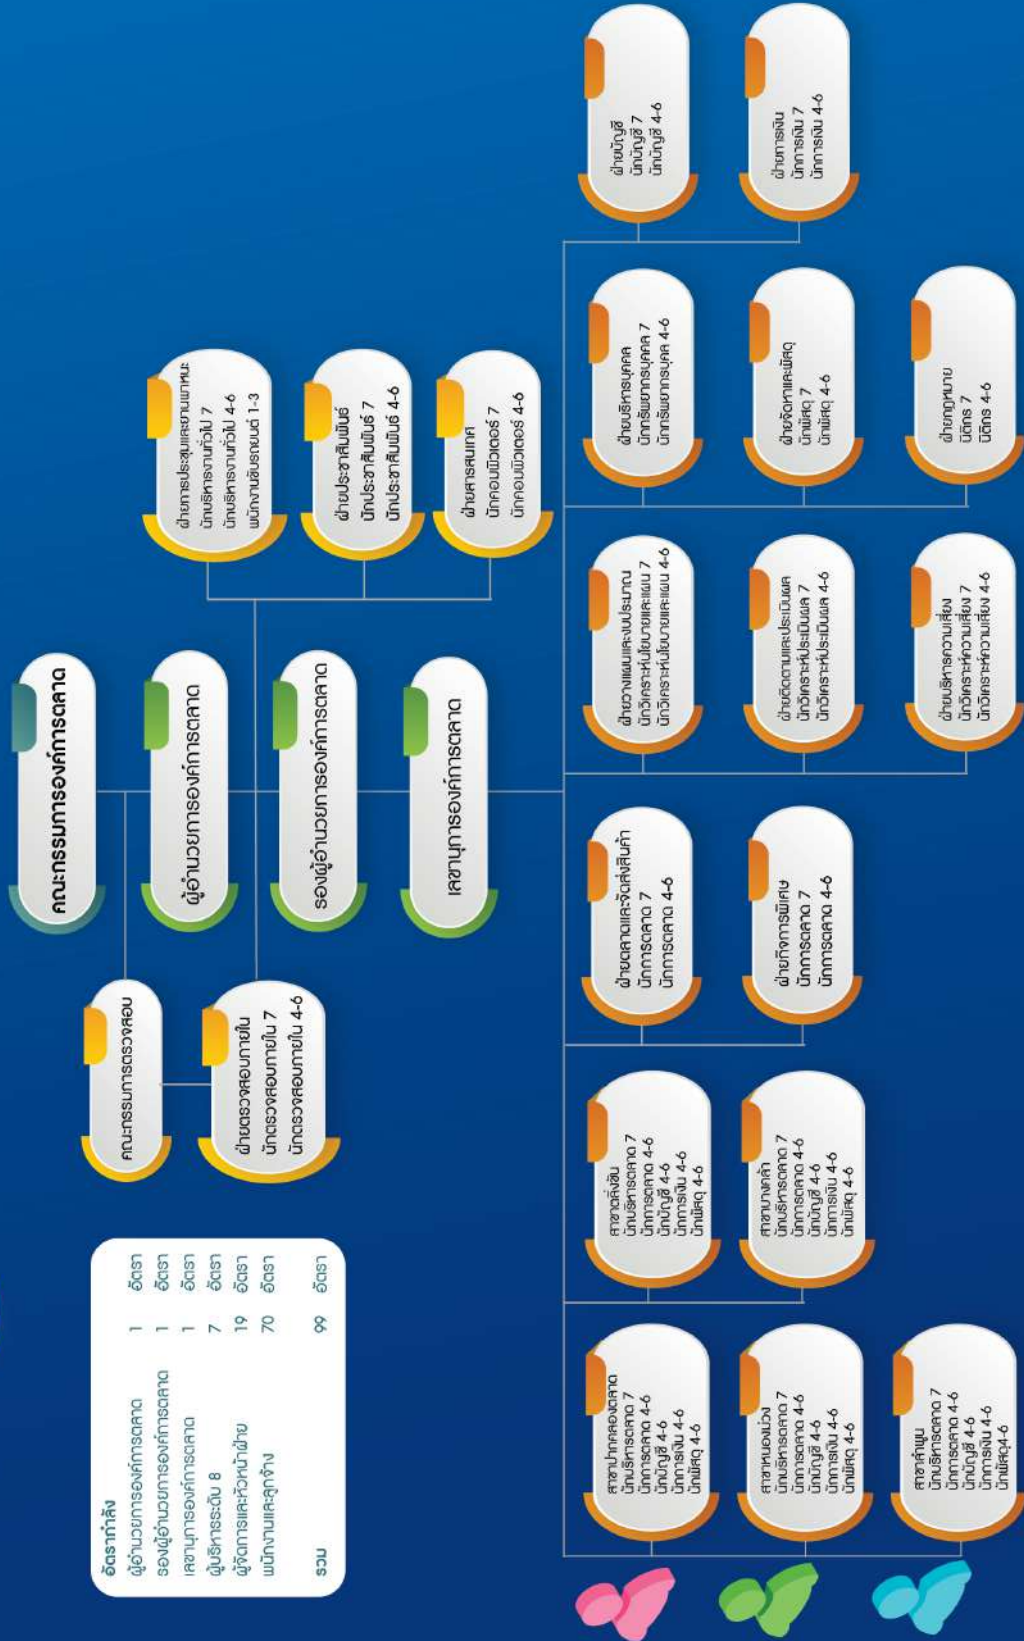 คณะกรรมการองค์การตลาด
คณะกรรมการตรวจสอบ
ผู้อำนวยการองค์การตลาด
รองผู้อำนวยการองค์การตลาด
เลขานุการองค์การตลาด
ฝ่ายตรวจสอบภายใน
นักตรวจสอบภายใน 7
นักตรวจสอบภายใน 4-6
ฝ่ายการประชุมและยานพาหนะ
นักบริหารงานทั่วไป 7
นักบริหารงานทั่วไป 4-6
พนักงานขับรถยนต์ 1-3
ฝ่ายประชาสัมพันธ์
นักประชาสัมพันธ์ 7
นักประชาสัมพันธ์ 4-6
ฝ่ายสารสนเทศ
นักคอมพิวเตอร์ 7
นักคอมพิวเตอร์ 4-6
อัตรากำลัง
ผู้อำนวยการองค์การตลาด 1 อัตรา
รองผู้อำนวยการองค์การตลาด 1 อัตรา
เลขานุการองค์การตลาด 1 อัตรา
ผู้บริหารระดับ 8 7 อัตรา
ผู้จัดการและหัวหน้าฝ่าย 19 อัตรา
พนักงานและลูกจ้าง 70 อัตรา
รวม 99 อัตรา
สาขาปากคลองตลาด
นักบริหารตลาด 7
นักการตลาด 4-6
นักบัญชี 4-6
นักการเงิน 4-6
นักพัสดุ 4-6
สาขาหนองม่วง
นักบริหารตลาด 7
นักการตลาด 4-6
นักบัญชี 4-6
นักการเงิน 4-6
นักพัสดุ 4-6
สาขาลำพูน
นักบริหารตลาด 7
นักการตลาด 4-6
นักบัญชี 4-6
นักการเงิน 4-6
นักพัสดุ4-6
สาขาตลิ่งชัน
นักบริหารตลาด 7
นักการตลาด 4-6
นักบัญชี 4-6
นักการเงิน 4-6
นักพัสดุ 4-6
สาขาบางคล้า
นักบริหารตลาด 7
นักการตลาด 4-6
นักบัญชี 4-6
นักการเงิน 4-6
นักพัสดุ 4-6
ฝ่ายตลาดและจัดส่งสินค้า
นักการตลาด 7
นักการตลาด 4-6
ฝ่ายกิจการพิเศษ
นักการตลาด 7
นักการตลาด 4-6
ฝ่ายวางแผนและงบประมาณ
นักวิเคราะห์นโยบายและแผน 7
นักวิเคราะห์นโยบายและแผน 4-6
ฝ่ายติดตามและประเมินผล
นักวิเคราะห์ประเมินผล 7
นักวิเคราะห์ประเมินผล 4-6
ฝ่ายบริหารความเสี่ยง
นักวิเคราะห์ความเสี่ยง 7
นักวิเคราะห์ความเสี่ยง 4-6
ฝ่ายบริหารบุคคล
นักทรัพยากรบุคคล 7
นักทรัพยากรบุคคล 4-6
ฝ่ายจัดหาและพัสดุ
นักพัสดุ 7
นักพัสดุ 4-6
ฝ่ายกฎหมาย
นิติกร 7
นิติกร 4-6
ฝ่ายบัญชี
นักบัญชี 7
นักบัญชี 4-6
ฝ่ายการเงิน
นักการเงิน 7
นักการเงิน 4-6